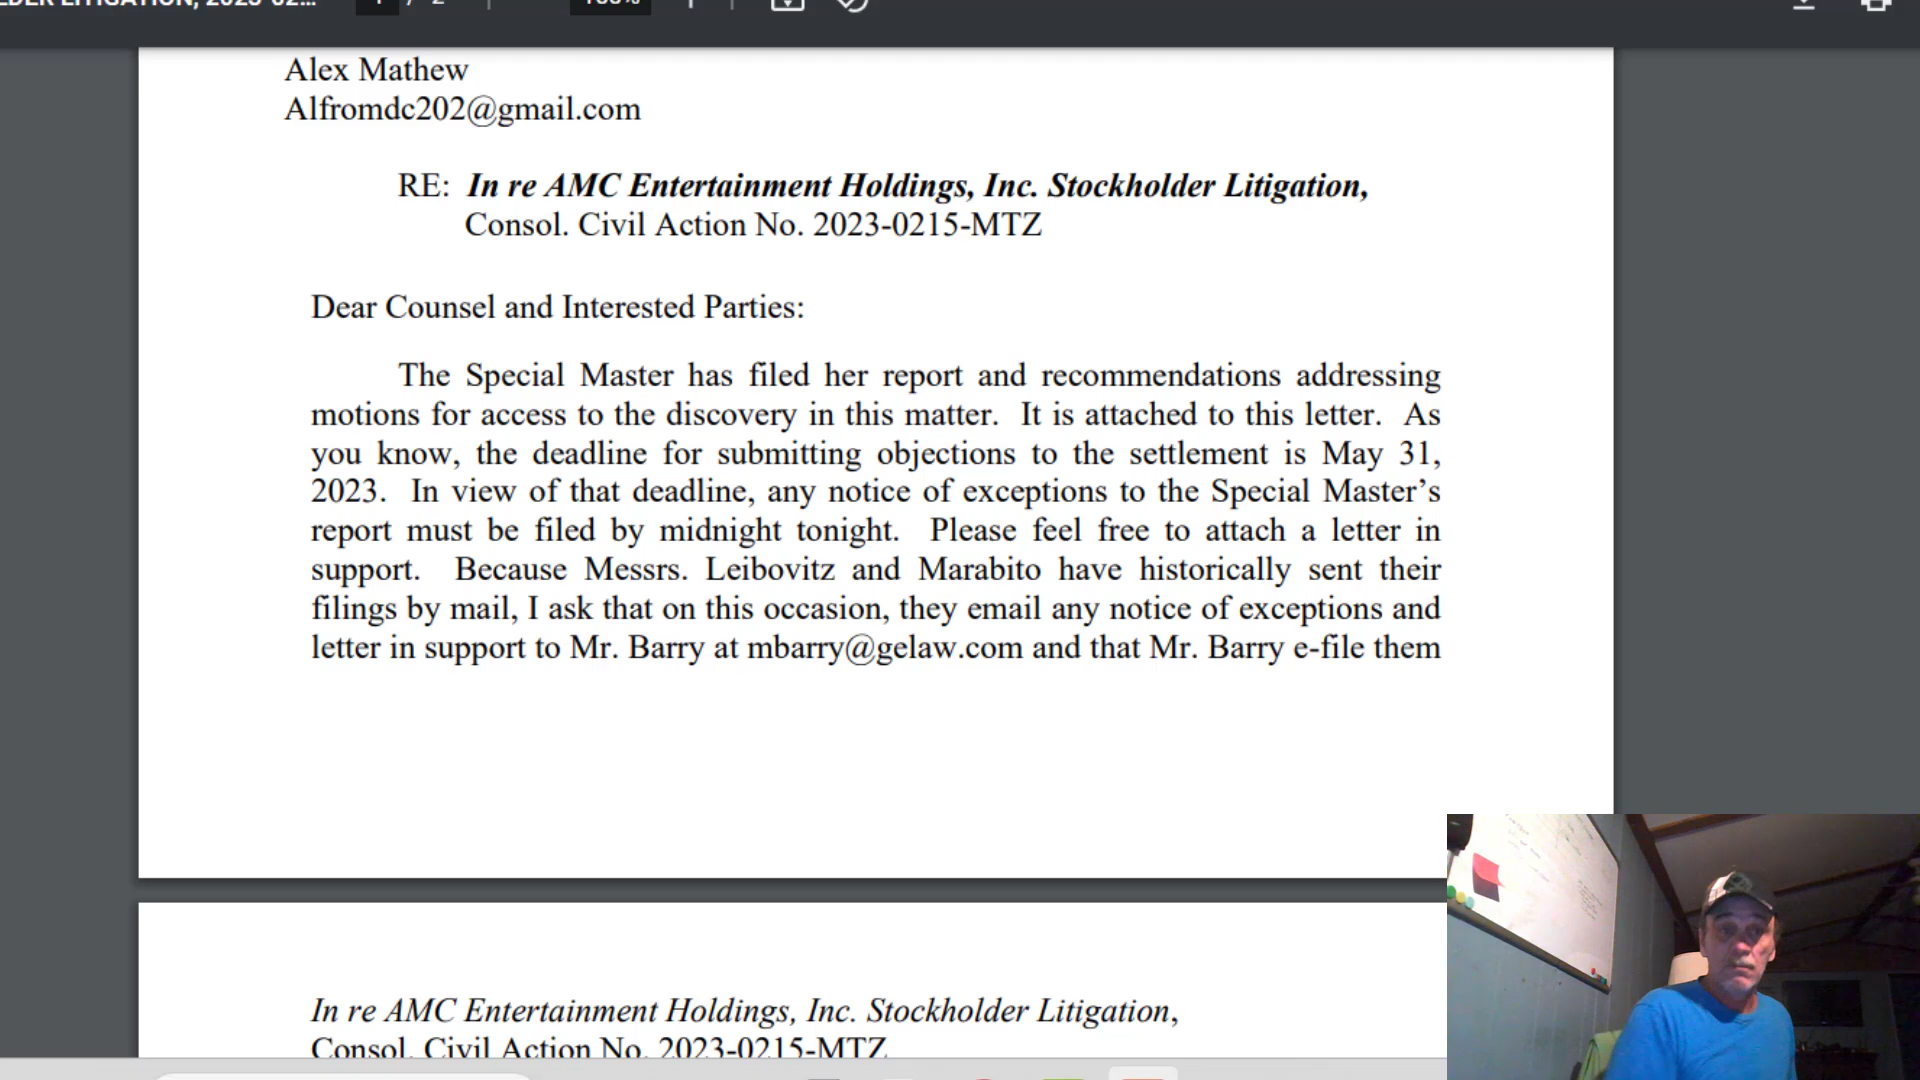 Alex Mathew
Alfromdc202@gmail.com
RE: In re AMC Entertainment Holdings, Inc. Stockholder Litigation,
Consol. Civil Action No. 2023-0215-MTZ
Dear Counsel and Interested Parties:
The Special Master has filed her report and recommendations addressing
motions for access to the discovery in this matter. It is attached to this letter. As
you know, the deadline for submitting objections to the settlement is May 31,
2023. In view of that deadline, any notice of exceptions to the Special Master’s
report must be filed by midnight tonight. Please feel free to attach a letter in
support. Because Messrs. Leibovitz and Marabito have historically sent their
filings by mail, I ask that on this occasion, they email any notice of exceptions and
letter in support to Mr. Barry at mbarry@gelaw.com and that Mr. Barry e-file them
In re AMC Entertainment Holdings, Inc. Stockholder Litigation,
Consol. Civil Action No. 2023-0215-MTZ